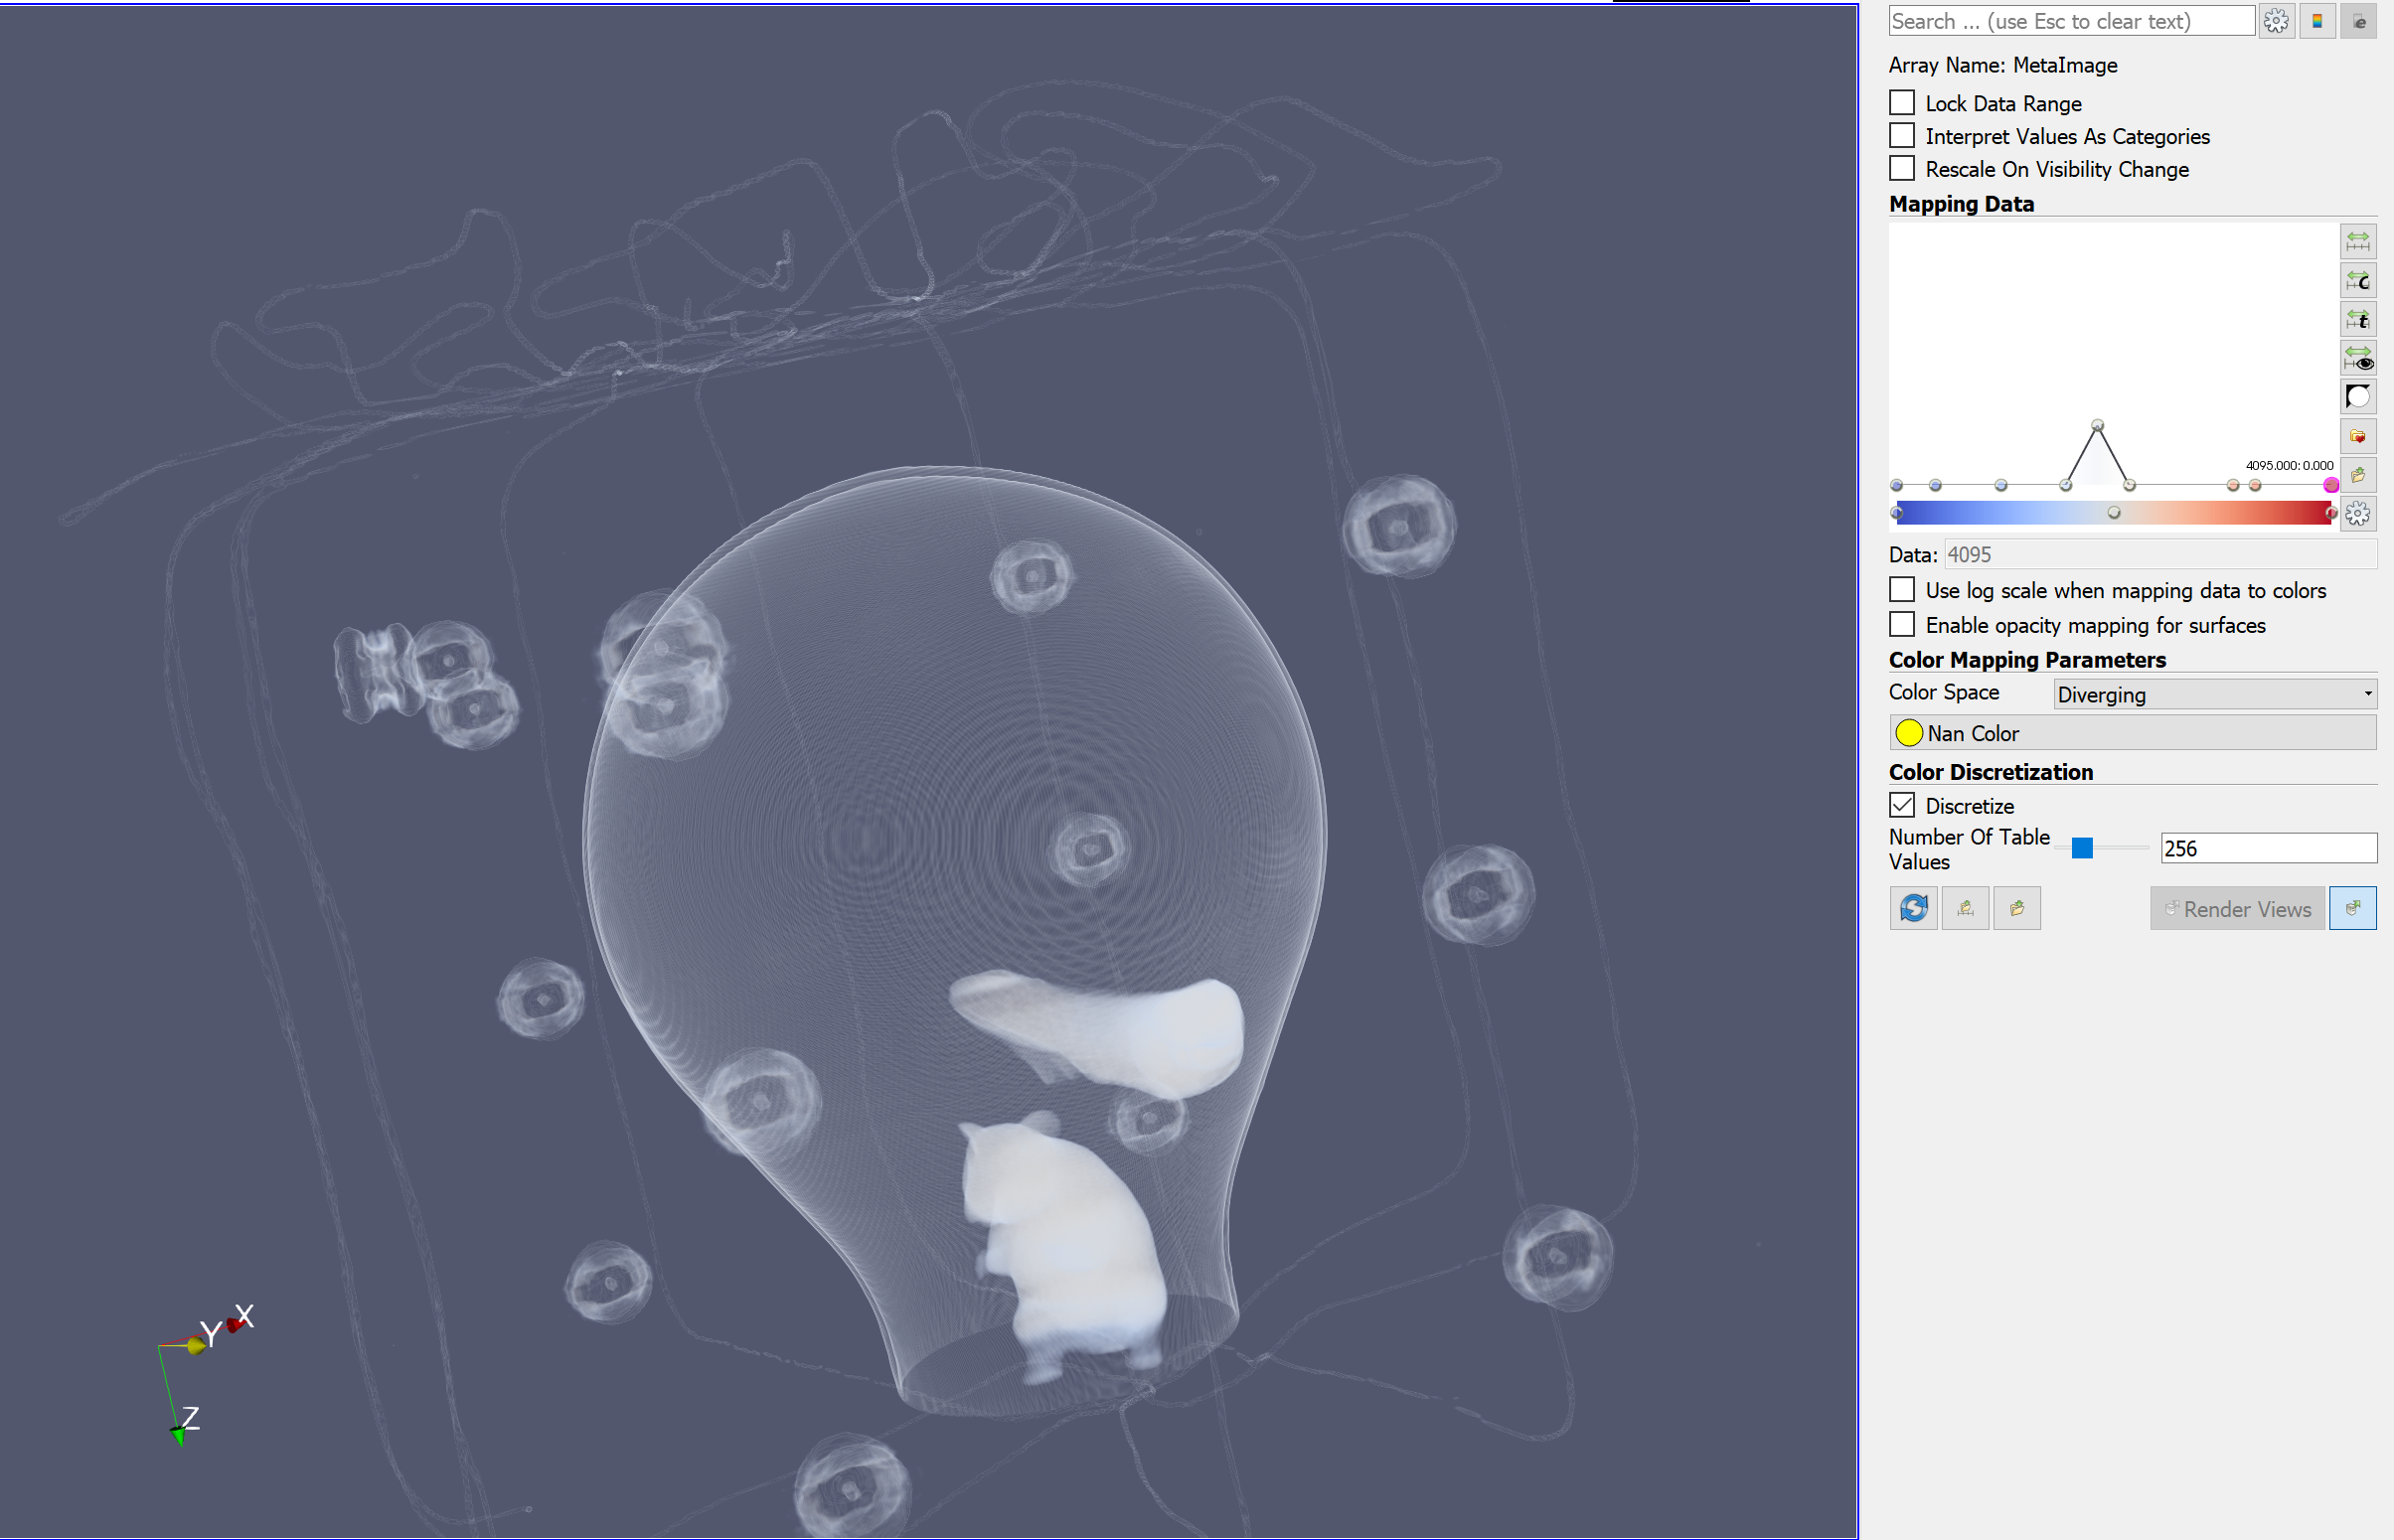 Search ... (use Esc to clear text)
Array Name: MetaImage
Lock Data Range
Interpret Values As Categories
Rescale On Visibility Change
Mapping Data
4095.000: 0.000
Data: 4095
Use log scale when mapping data to colors
Enable opacity mapping for surfaces
Color Mapping Parameters
Color Space Diverging
Nan Color
Color Discretization
Discretize
Number Of Table
Values
256
Render Views
X
Y
Z